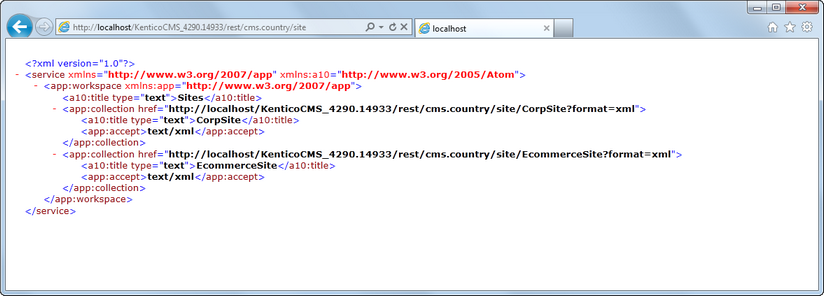 http://localhost/KenticoCMS_4290.14933/rest/cms.country/site
localhost
<?xml version="1.0"?>
- <service xmlns="http://www.w3.org/2007/app" xmlns:a10="http://www.w3.org/2005/Atom">
- <app:workspace xmlns:app="http://www.w3.org/2007/app">
<a10:title type="text">Sites</a10:title>
- <app:collection href="http://localhost/KenticoCMS_4290.14933/rest/cms.country/site/CorpSite?format=xml">
<a10:title type="text">CorpSite</a10:title>
<app:accept>text/xml</app:accept>
</app:collection>
- <app:collection href="http://localhost/KenticoCMS_4290.14933/rest/cms.country/site/EcommerceSite?format=xml">
<a10:title type="text">EcommerceSite</a10:title>
<app:accept>text/xml</app:accept>
</app:collection>
</app:workspace>
</service>